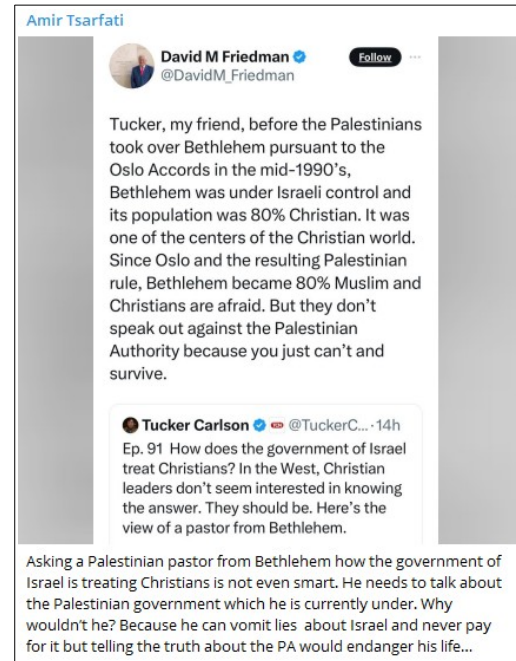 Amir Tsarfati
David M Friedman
Follow
@DavidM_Friedman
Tucker, my friend, before the Palestinians
took over Bethlehem pursuant to the
Oslo Accords in the mid-1990's,
Bethlehem was under Israeli control and
its population was 80% Christian. It was
one of the centers of the Christian world.
Since Oslo and the resulting Palestinian
rule, Bethlehem became 80% Muslim and
Christians are afraid. But they don't
speak out against the Palestinian
Authority because you just can't and
survive.
Tucker Carlson @TuckerC... · 14h
Ep. 91 How does the government of Israel
treat Christians? In the West, Christian
leaders don't seem interested in knowing
the answer. They should be. Here's the
view of a pastor from Bethlehem.
Asking a Palestinian pastor from Bethlehem how the government of
Israel is treating Christians is not even smart. He needs to talk about
the Palestinian government which he is currently under. Why
wouldn't he? Because he can vomit lies about Israel and never pay
for it but telling the truth about the PA would endanger his life...